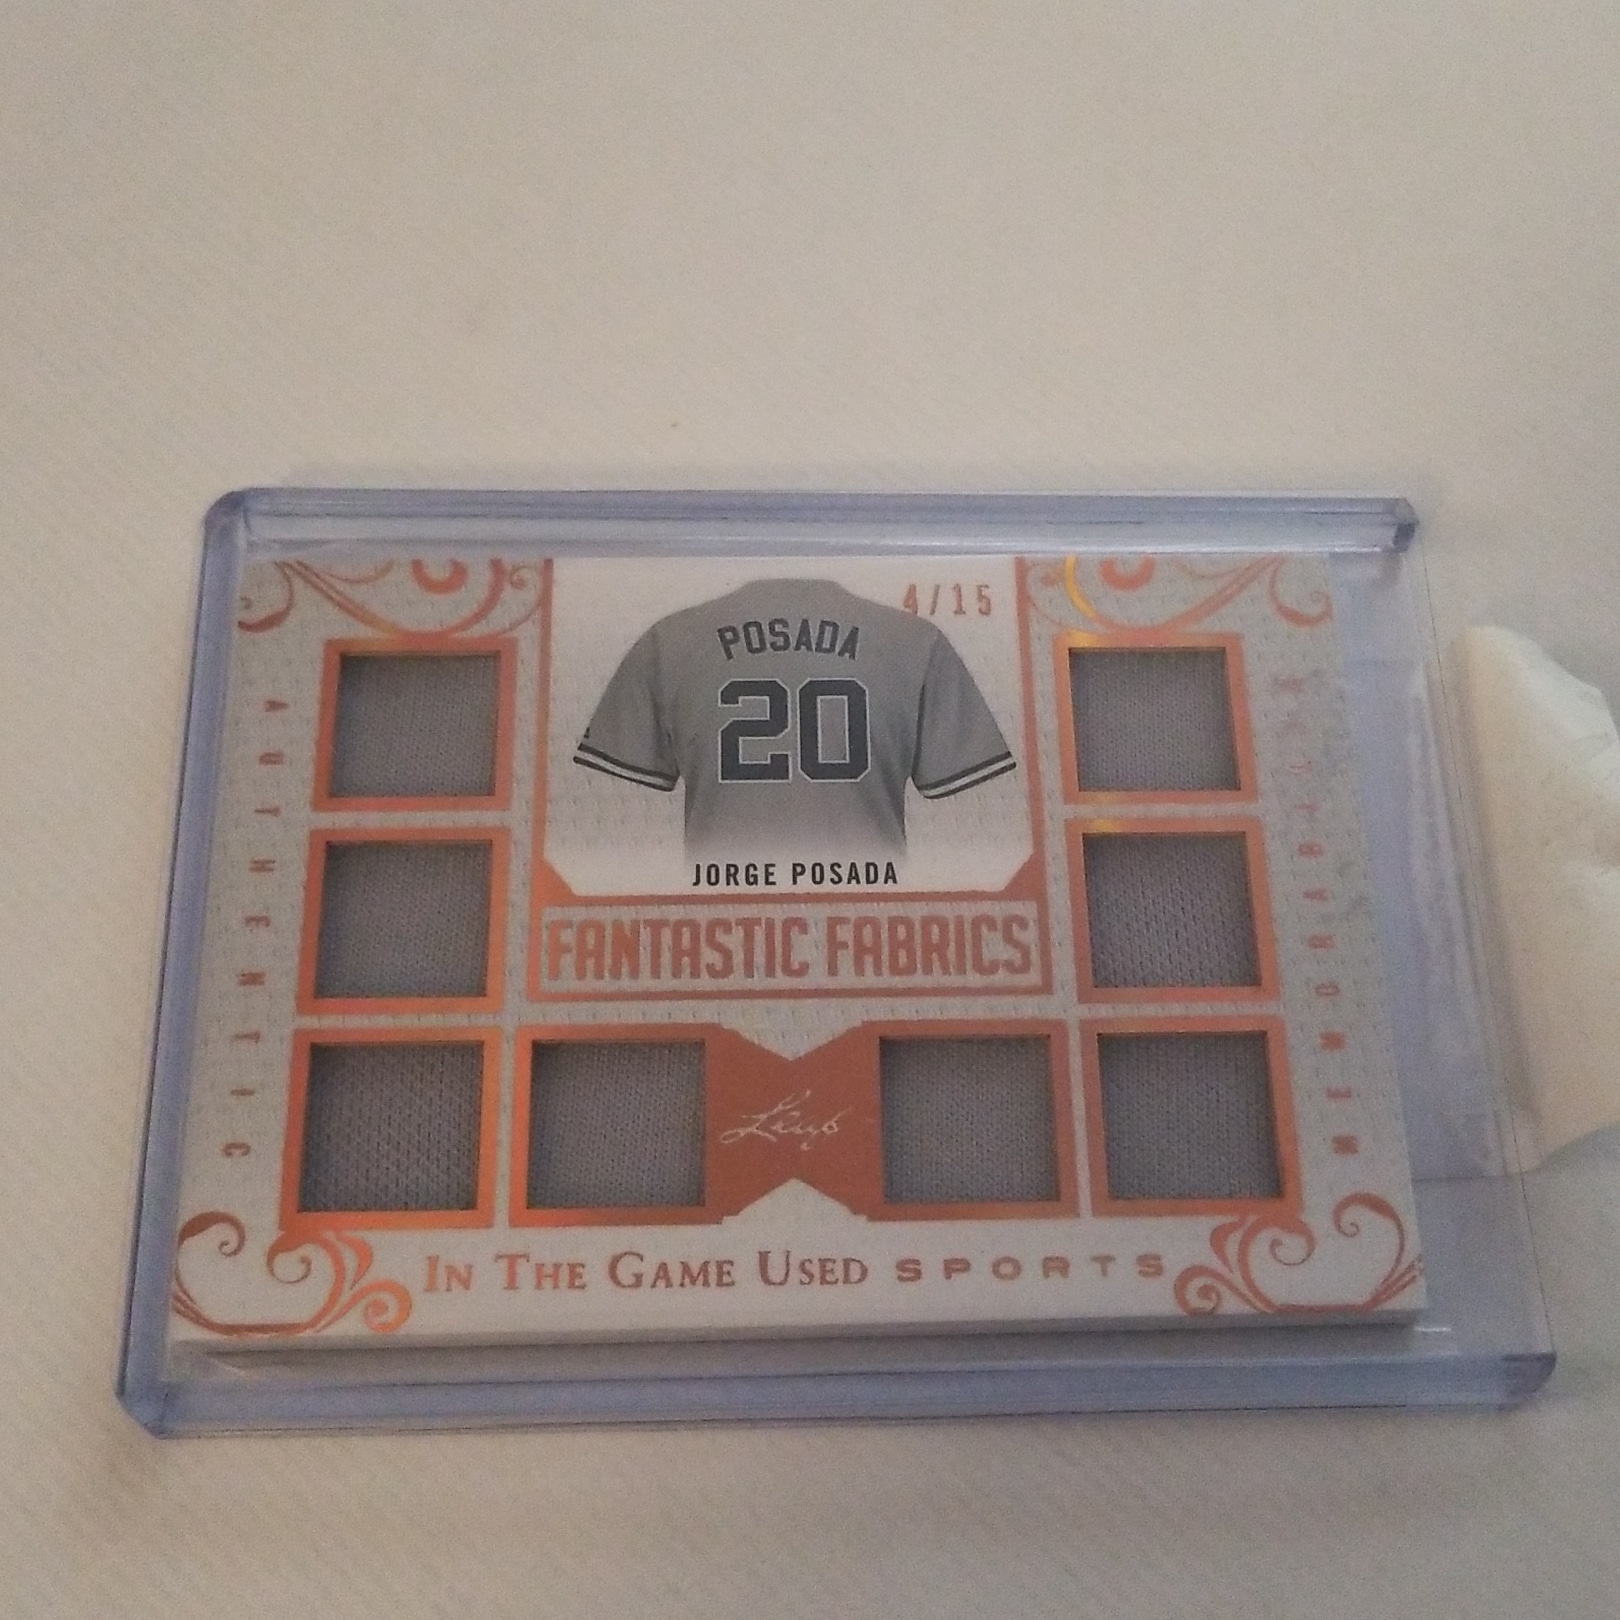 4/15
POSADA
20
JORGE POSADA
FANTASTIC FABRICS
AUTHENTIC
MEMORABILIA
Leaf
IN THE GAME USED SPORTS